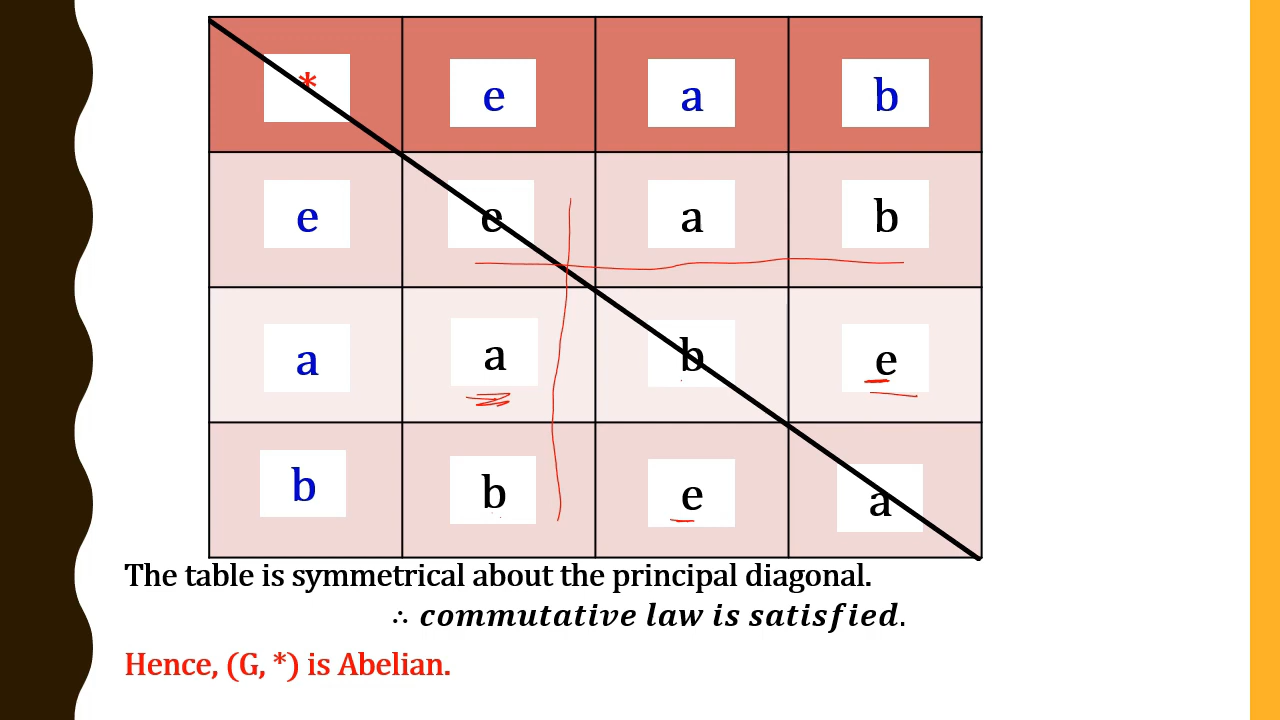 * e a b
e e a b
a a b e
b b e a
The table is symmetrical about the principal diagonal.
∴ commutative law is satisfied.
Hence, (G, *) is Abelian.